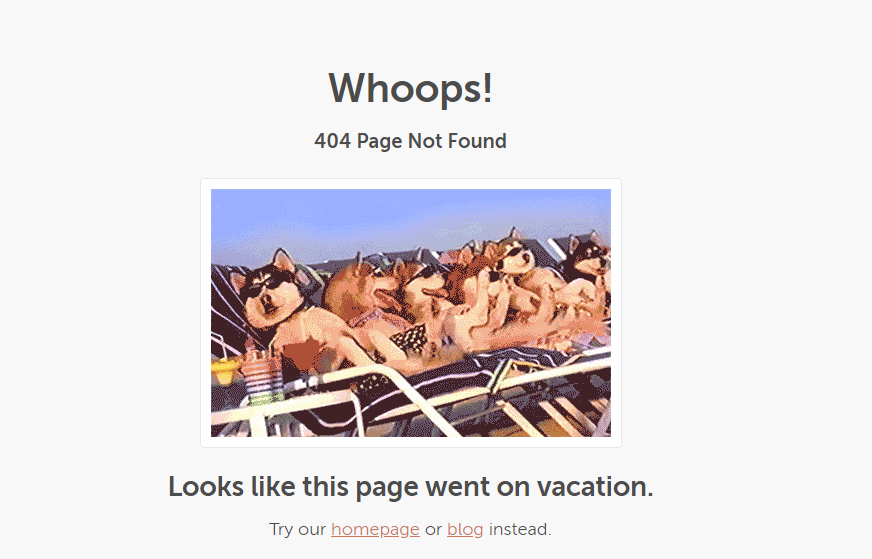 Whoops!
404 Page Not Found
Looks like this page went on vacation.
Try our homepage or blog instead.